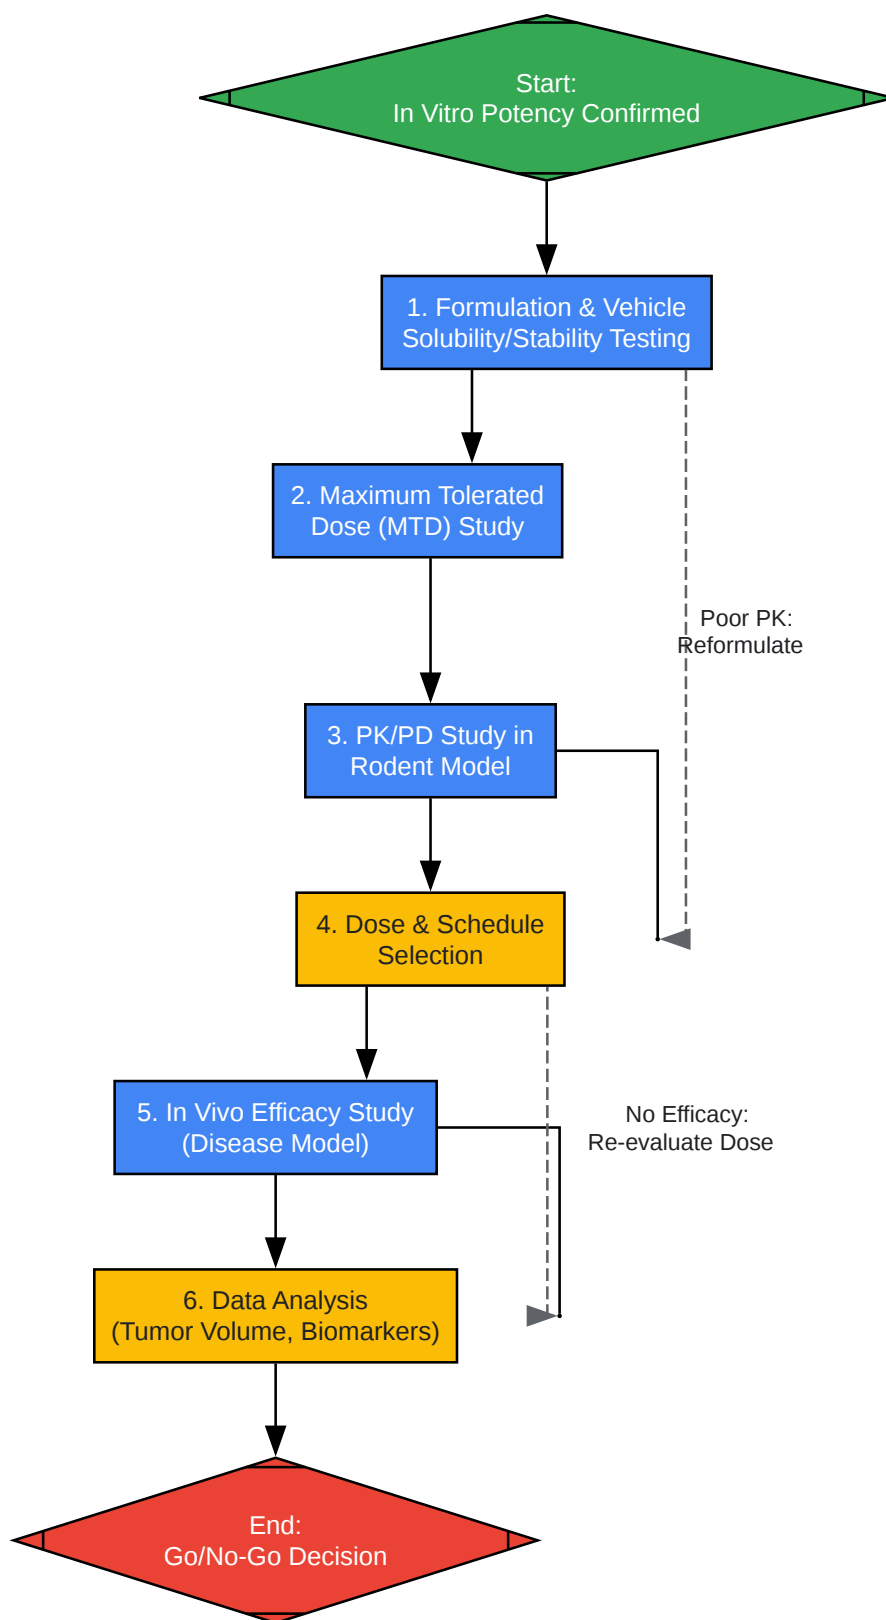 Start:
In Vitro Potency Confirmed
1. Formulation & Vehicle
Solubility/Stability Testing
2. Maximum Tolerated
Dose (MTD) Study
Poor PK:
Reformulate
3. PK/PD Study in
Rodent Model
4. Dose & Schedule
Selection
5. In Vivo Efficacy Study
(Disease Model)
No Efficacy:
Re-evaluate Dose
6. Data Analysis
(Tumor Volume, Biomarkers)
End:
Go/No-Go Decision